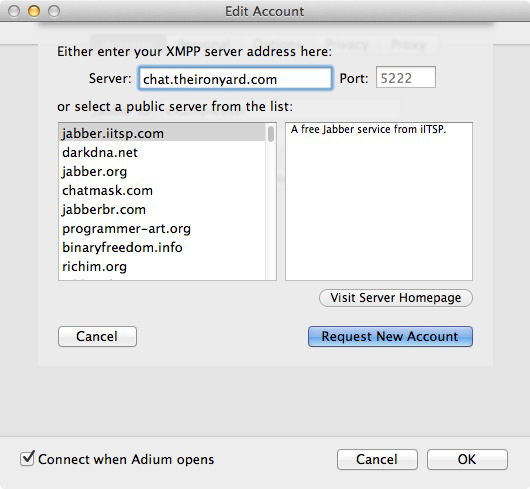 Edit Account
Either enter your XMPP server address here:
Server: chat.theironyard.com Port: 5222
or select a public server from the list:
jabber.iitsp.com
A free Jabber service from iITSP.
darkdna.net
jabber.org
chatmask.com
jabberbr.com
programmer-art.org
binaryfreedom.info
richim.org
Visit Server Homepage
Cancel
Request New Account
Connect when Adium opens
Cancel
OK